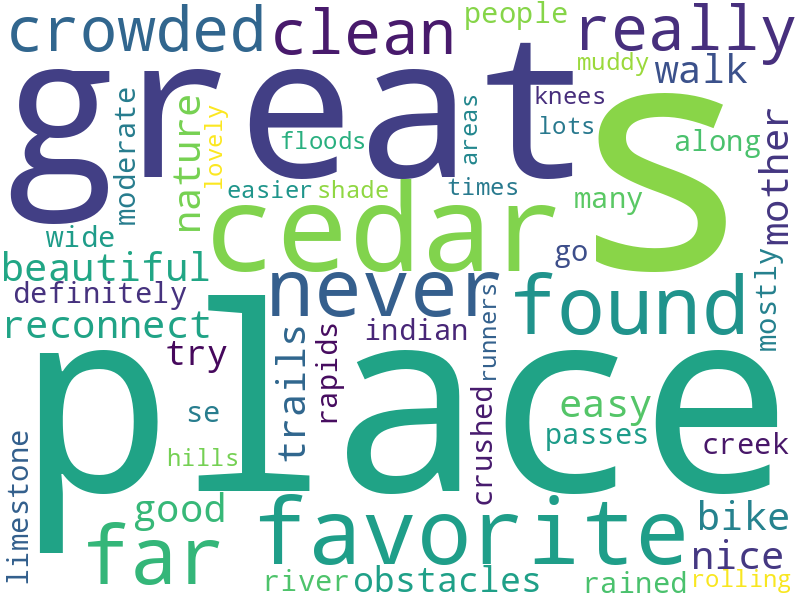 crowded
clean
people
really
great
s
muddy
walk
knees
lots
moderate
nature
lovely
floods
areas
along
mother
easier
shade
times
many
cedar
wide
go
beautiful
never
found
mostly
definitely
reconnect
place
try
trails
rapids
indian
runners
easy
se
passes
crushed
creek
hills
limestone
good
far
favorite
bike
nice
river
obstacles
rained
rolling